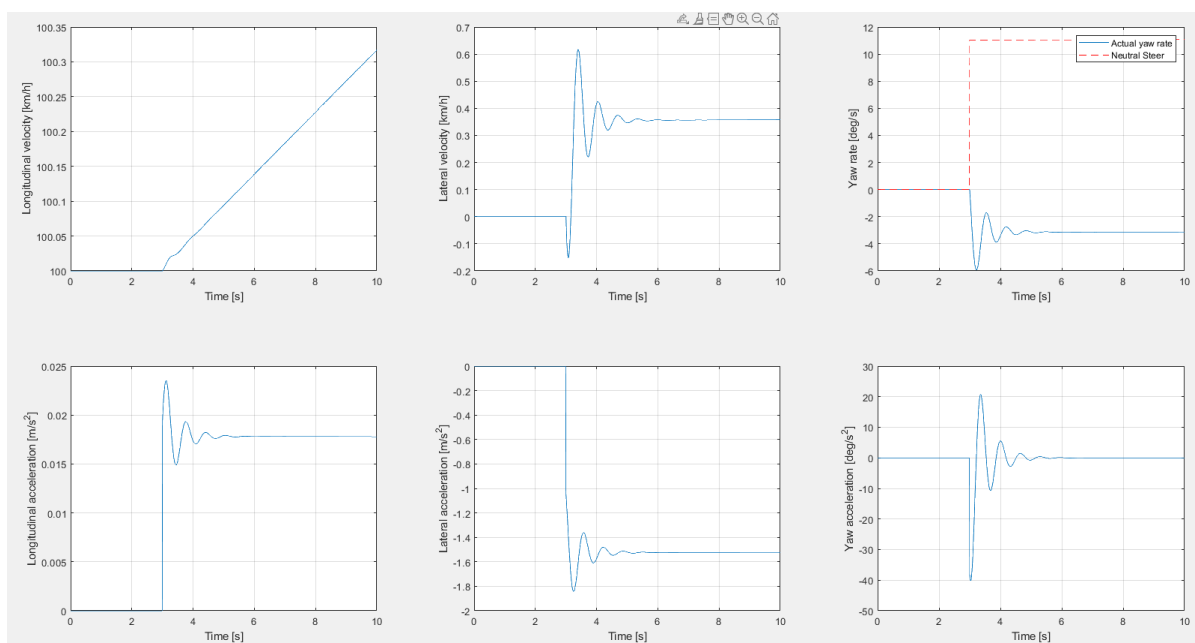 Longitudinal velocity [km/h]
100.35
100.3
100.25
100.2
100.15
100.1
100.05
100
0 2 4 6 8 10
Time [s]
Lateral velocity [km/h]
0.7
0.6
0.5
0.4
0.3
0.2
0.1
0
-0.1
-0.2
0 2 4 6 8 10
Time [s]
Yaw rate [deg/s]
12
10
8
6
4
2
0
-2
-4
-6
0 2 4 6 8 10
Time [s]
Actual yaw rate
Neutral Steer
Longitudinal acceleration [m/s²]
0.025
0.02
0.015
0.01
0.005
0
0 2 4 6 8 10
Time [s]
Lateral acceleration [m/s²]
0
-0.2
-0.4
-0.6
-0.8
-1
-1.2
-1.4
-1.6
-1.8
-2
0 2 4 6 8 10
Time [s]
Yaw acceleration [deg/s²]
30
20
10
0
-10
-20
-30
-40
-50
0 2 4 6 8 10
Time [s]